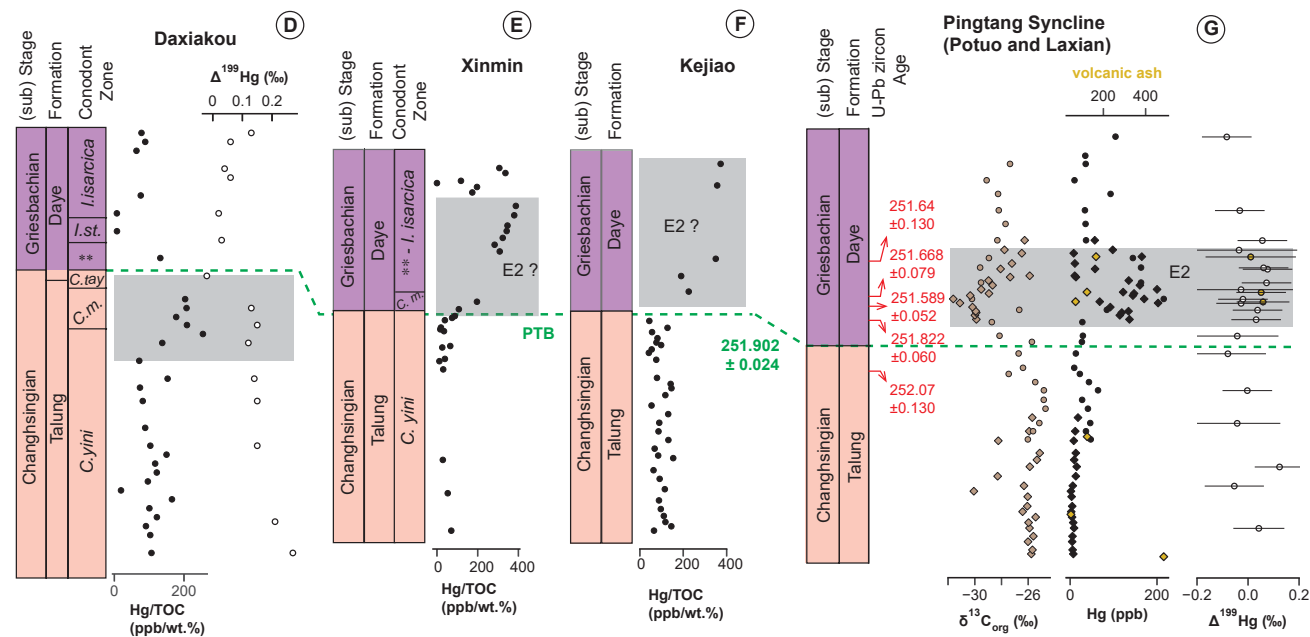 D
Daxiakou
(sub) Stage
Formation
Conodont
Zone
Δ199Hg (‰)
0 0.1 0.2
Griesbachian
Daye
I.isarcica
I.st.
**
C.tay
C.m.
Changhsingian
Talung
C.yini
0 200
Hg/TOC
(ppb/wt.%)
E
Xinmin
(sub) Stage
Formation
Conodont
Zone
Griesbachian
Daye
** - I. isarcica
C. m.
E2 ?
PTB
Changhsingian
Talung
C. yini
0 200 400
Hg/TOC
(ppb/wt.%)
F
Kejiao
(sub) Stage
Formation
Griesbachian
Daye
E2 ?
Changhsingian
Talung
251.902
± 0.024
0 200 400
Hg/TOC
(ppb/wt.%)
G
Pingtang Syncline
(Potuo and Laxian)
(sub) Stage
Formation
U-Pb zircon
Age
volcanic ash
200 400
Griesbachian
Daye
251.64
±0.130
251.668
±0.079
251.589
±0.052
251.822
±0.060
252.07
±0.130
E2
Changhsingian
Talung
−30 −26
δ13Corg (‰)
0 200
Hg (ppb)
−0.2 0.0 0.2
Δ199Hg (‰)